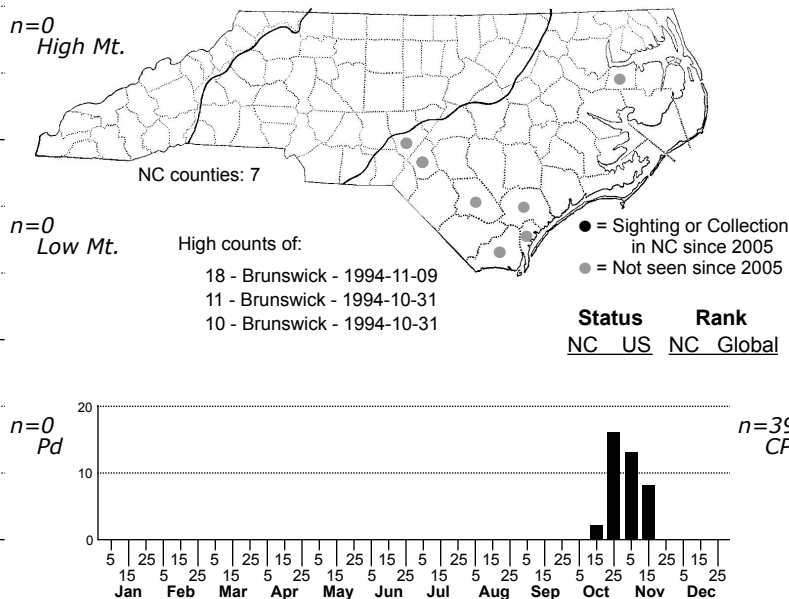 n=0
High Mt.
NC counties: 7
n=0
Low Mt.
High counts of:
18 - Brunswick - 1994-11-09
11 - Brunswick - 1994-10-31
10 - Brunswick - 1994-10-31
= Sighting or Collection
in NC since 2005
= Not seen since 2005
Status Rank
NC US NC Global
n=0
Pd
20
10
0
n=39
CP
5 25 15 5 25 15 5 25 15 5 25 15 5 25 15 5 25 15
15 5 25 15 5 25 15 5 25 15 5 25 15 5 25 15 5 25
Jan Feb Mar Apr May Jun Jul Aug Sep Oct Nov Dec